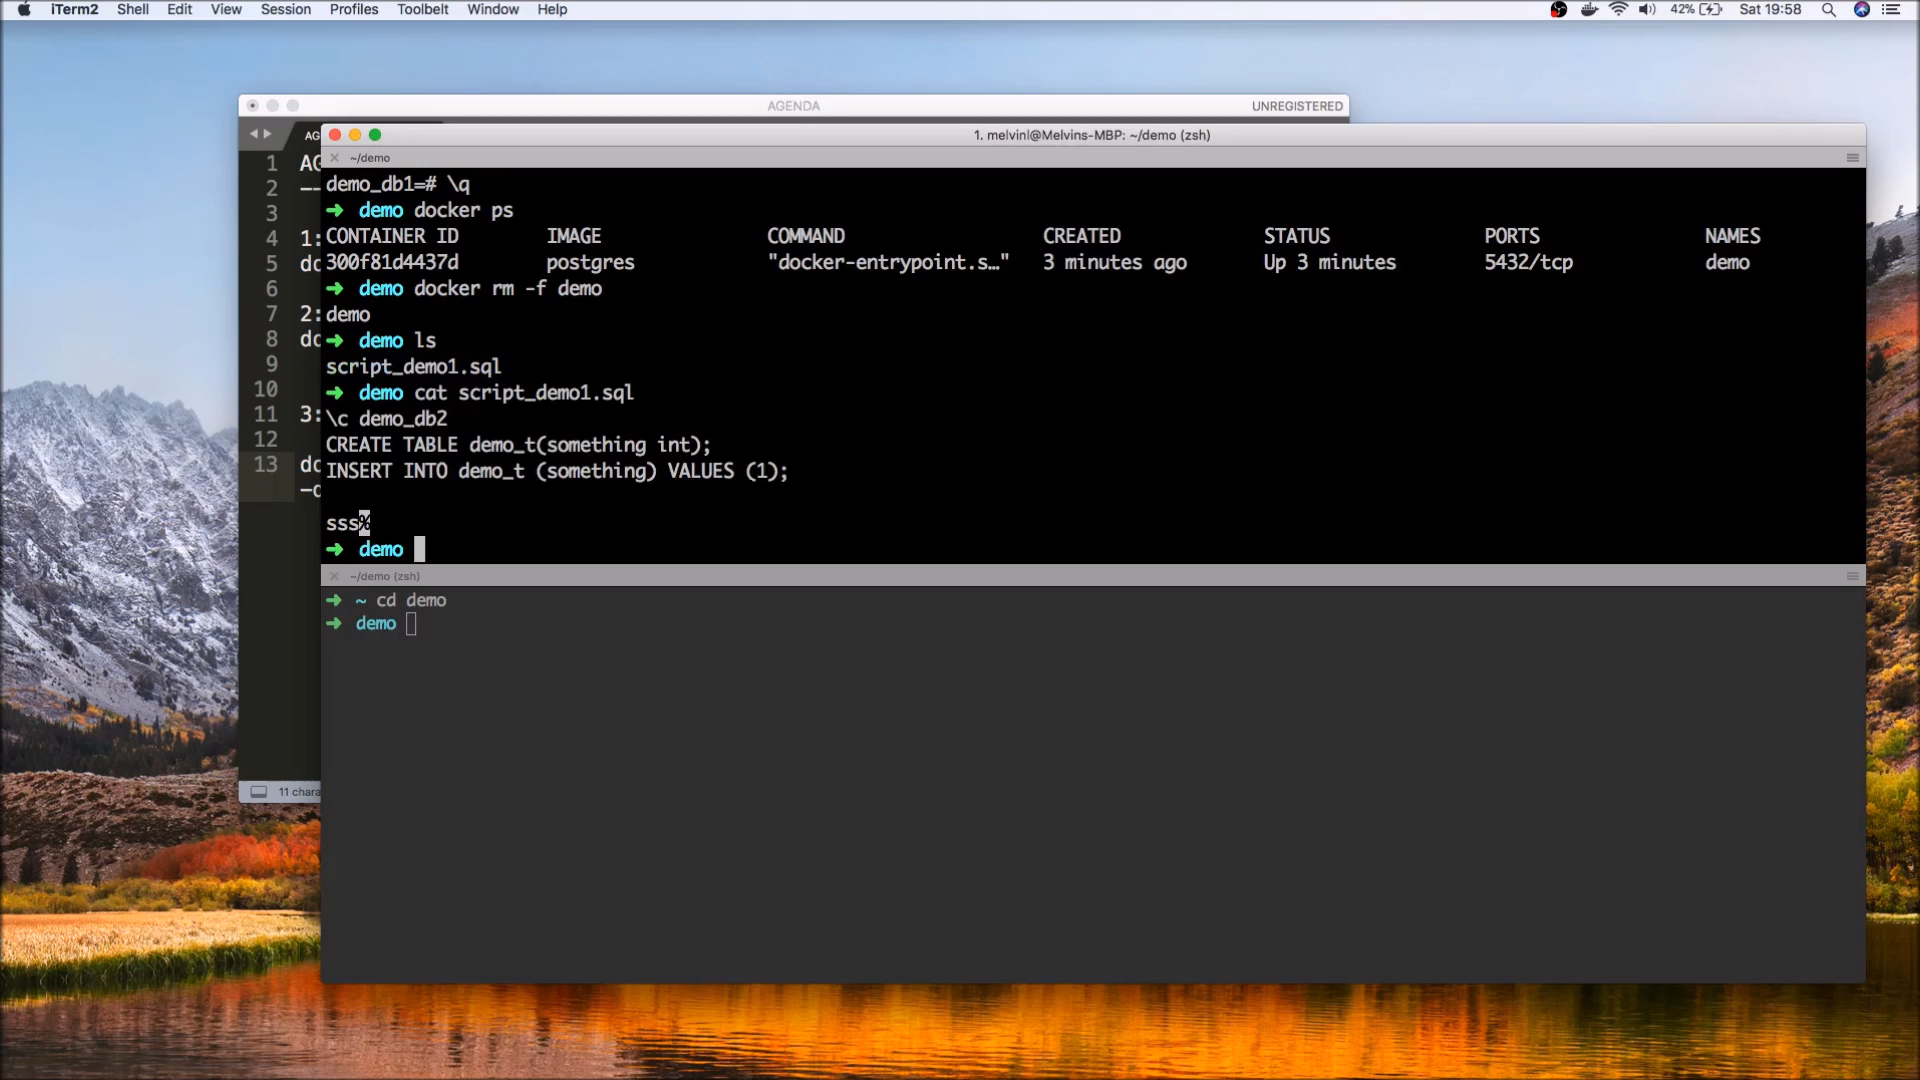 iTerm2 Shell Edit View Session Profiles Toolbelt Window Help 42% Sat 19:58
AGENDA UNREGISTERED
AG 1. melvinl@Melvins-MBP: ~/demo (zsh)
~/demo
1 AG
2 --
3
4 1:
5 do
6
7 2:
8 do
9
10
11 3:
12
13 do
-d
11 chara
demo_db1=# \q
➜ demo docker ps
CONTAINER ID IMAGE COMMAND CREATED STATUS PORTS NAMES
300f81d4437d postgres "docker-entrypoint.s…" 3 minutes ago Up 3 minutes 5432/tcp demo
➜ demo docker rm -f demo
demo
➜ demo ls
script_demo1.sql
➜ demo cat script_demo1.sql
\c demo_db2
CREATE TABLE demo_t(something int);
INSERT INTO demo_t (something) VALUES (1);
sss%
➜ demo
~/demo (zsh)
➜ ~ cd demo
➜ demo